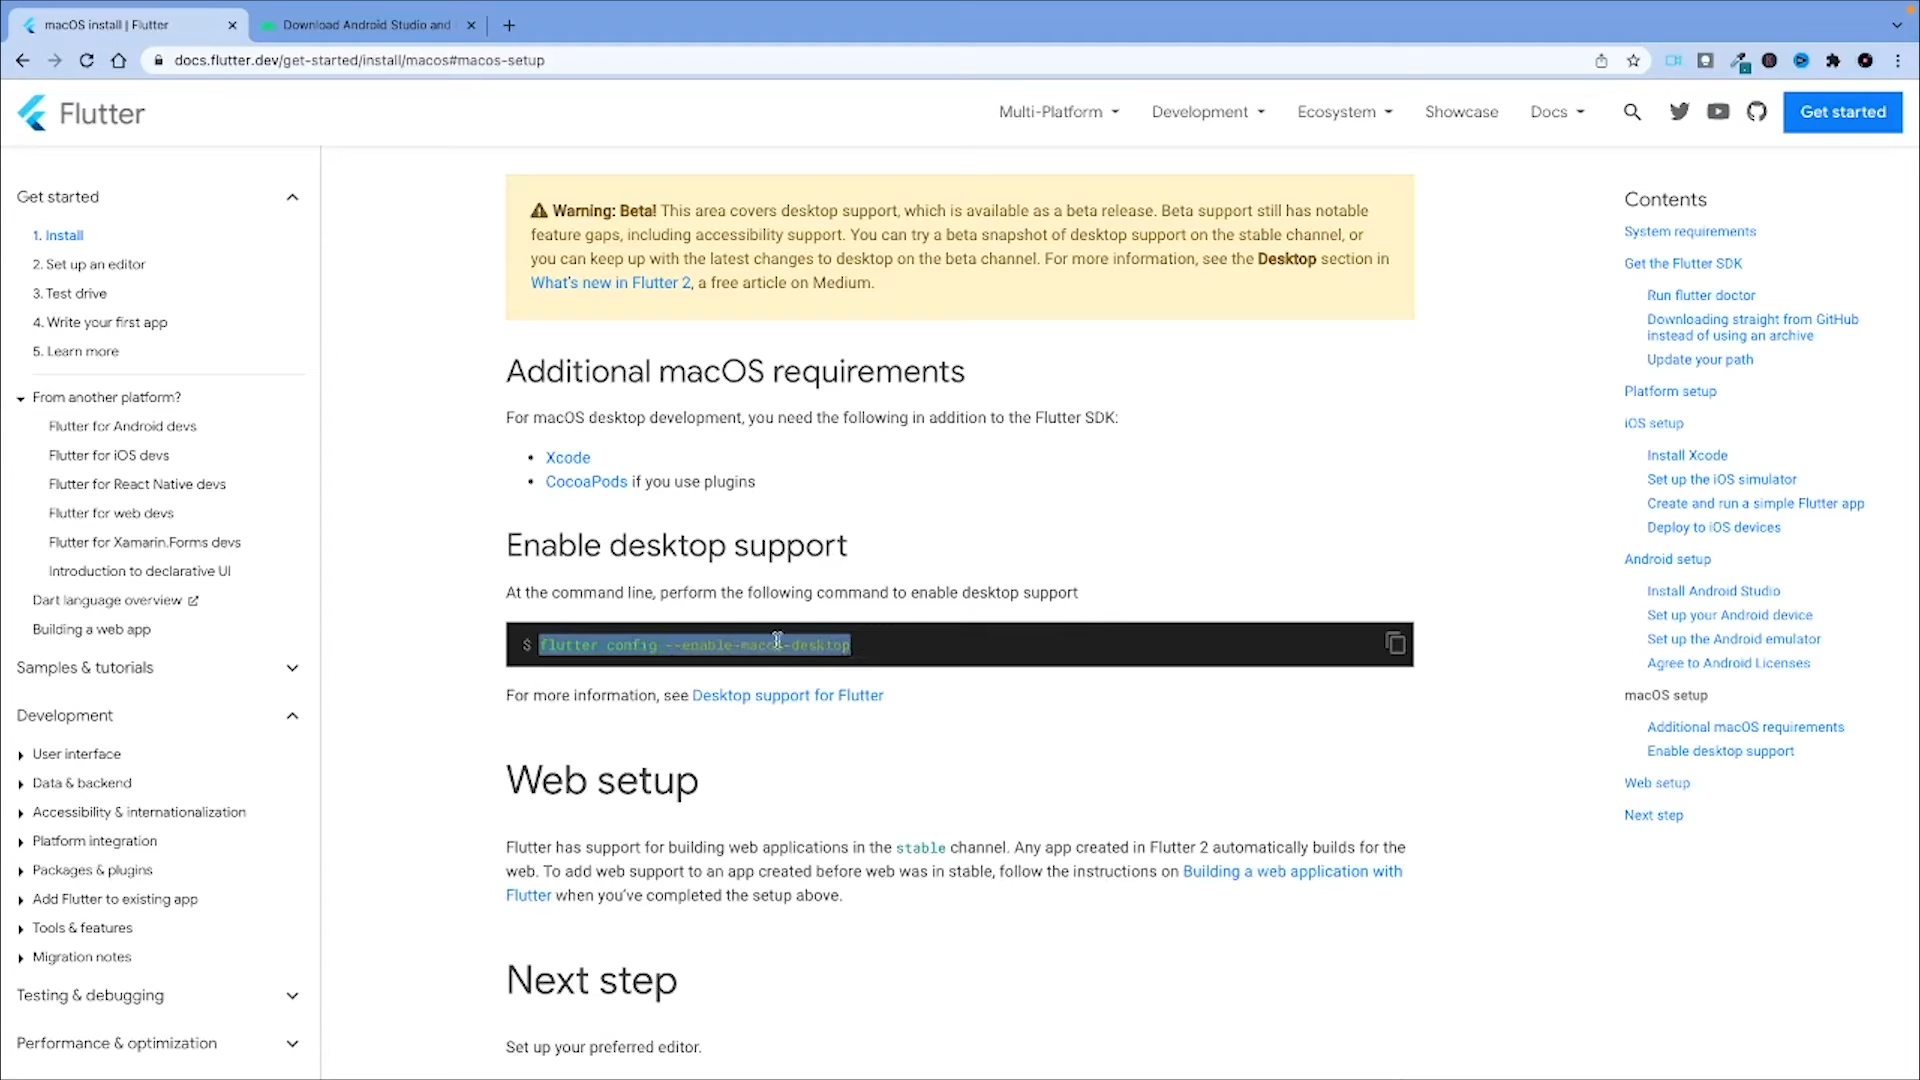 macOS install | Flutter
Download Android Studio and
docs.flutter.dev/get-started/install/macos#macos-setup
Flutter
Multi-Platform
Development
Ecosystem
Showcase
Docs
Get started
Get started
1. Install
2. Set up an editor
3. Test drive
4. Write your first app
5. Learn more
From another platform?
Flutter for Android devs
Flutter for iOS devs
Flutter for React Native devs
Flutter for web devs
Flutter for Xamarin.Forms devs
Introduction to declarative UI
Dart language overview
Building a web app
Samples & tutorials
Development
User interface
Data & backend
Accessibility & internationalization
Platform integration
Packages & plugins
Add Flutter to existing app
Tools & features
Migration notes
Testing & debugging
Performance & optimization
Warning: Beta! This area covers desktop support, which is available as a beta release. Beta support still has notable
feature gaps, including accessibility support. You can try a beta snapshot of desktop support on the stable channel, or
you can keep up with the latest changes to desktop on the beta channel. For more information, see the Desktop section in
What's new in Flutter 2, a free article on Medium.
Additional macOS requirements
For macOS desktop development, you need the following in addition to the Flutter SDK:
• Xcode
• CocoaPods if you use plugins
Enable desktop support
At the command line, perform the following command to enable desktop support
$ flutter config --enable-macos-desktop
For more information, see Desktop support for Flutter
Web setup
Flutter has support for building web applications in the stable channel. Any app created in Flutter 2 automatically builds for the
web. To add web support to an app created before web was in stable, follow the instructions on Building a web application with
Flutter when you've completed the setup above.
Next step
Set up your preferred editor.
Contents
System requirements
Get the Flutter SDK
Run flutter doctor
Downloading straight from GitHub
instead of using an archive
Update your path
Platform setup
iOS setup
Install Xcode
Set up the iOS simulator
Create and run a simple Flutter app
Deploy to iOS devices
Android setup
Install Android Studio
Set up your Android device
Set up the Android emulator
Agree to Android Licenses
macOS setup
Additional macOS requirements
Enable desktop support
Web setup
Next step